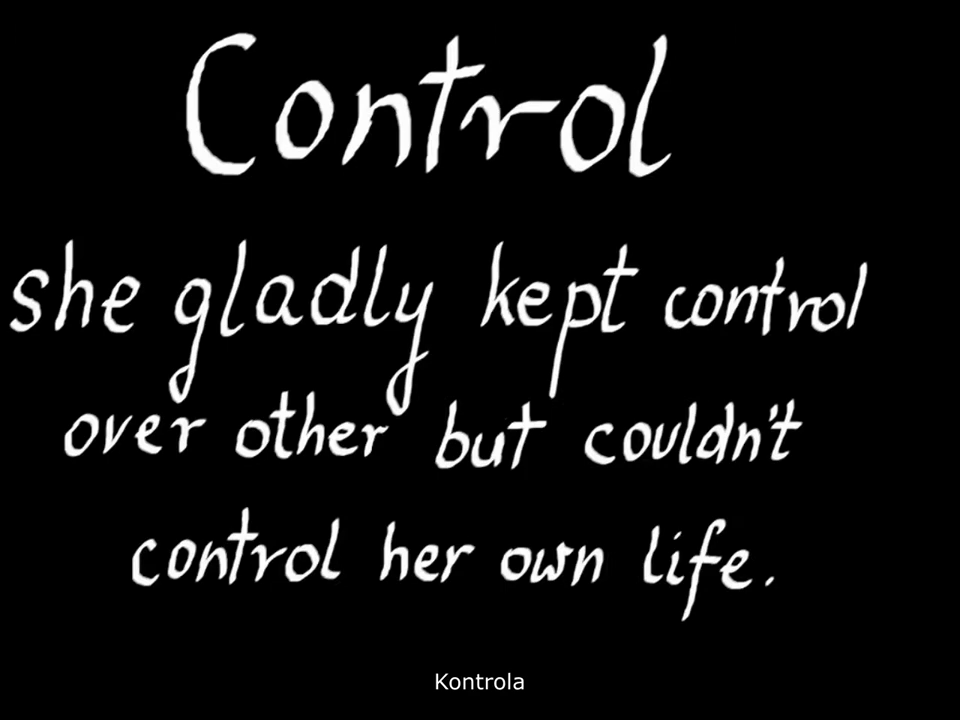 Control
she gladly kept control
over other but couldn't
control her own life.
Kontrola